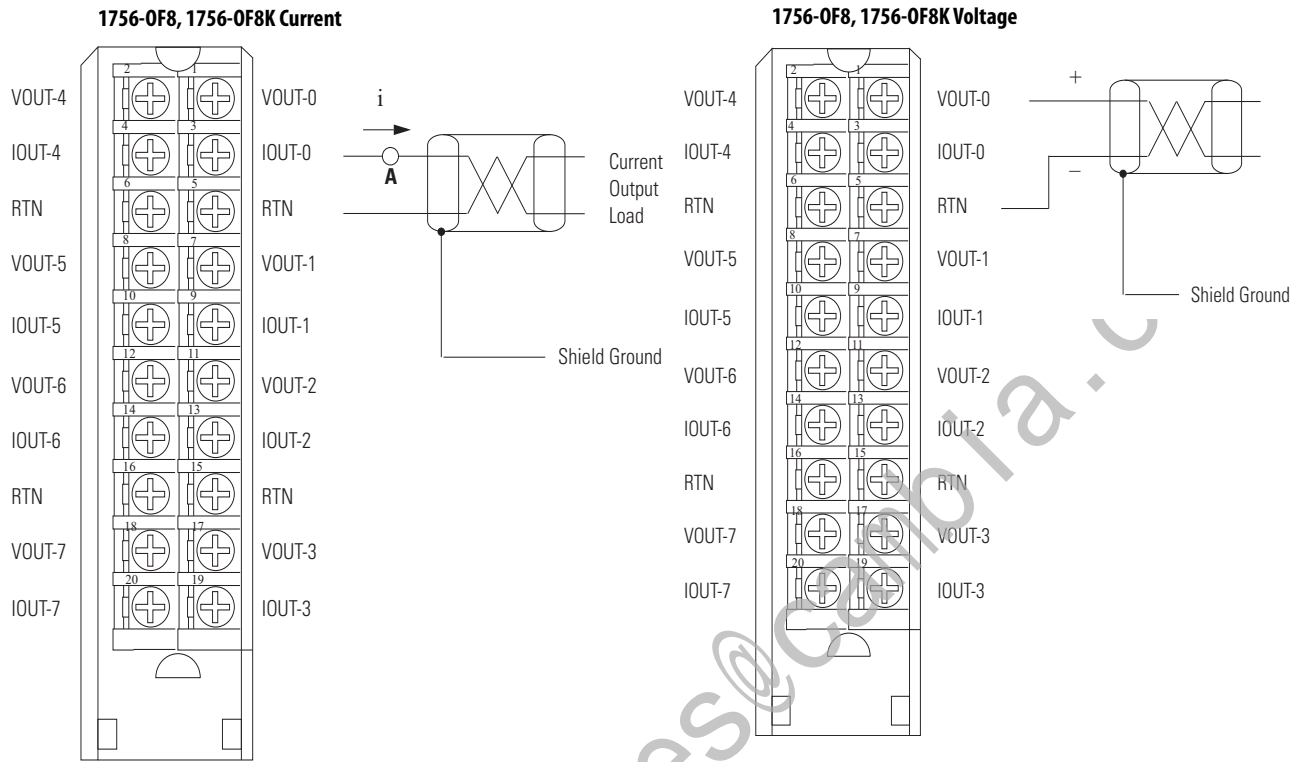 1756-OF8, 1756-OF8K Current
2 1
VOUT-4 VOUT-0
i
4 3
IOUT-4 IOUT-0
A
Current
Output
Load
6 5
RTN RTN
8 7
VOUT-5 VOUT-1
10 9
IOUT-5 IOUT-1
Shield Ground
12 11
VOUT-6 VOUT-2
14 13
IOUT-6 IOUT-2
16 15
RTN RTN
18 17
VOUT-7 VOUT-3
20 19
IOUT-7 IOUT-3
1756-OF8, 1756-OF8K Voltage
2 1
VOUT-4 VOUT-0
+
4 3
IOUT-4 IOUT-0
–
6 5
RTN RTN
8 7
VOUT-5 VOUT-1
Shield Ground
10 9
IOUT-5 IOUT-1
12 11
VOUT-6 VOUT-2
14 13
IOUT-6 IOUT-2
16 15
RTN RTN
18 17
VOUT-7 VOUT-3
20 19
IOUT-7 IOUT-3
es@cambia.c